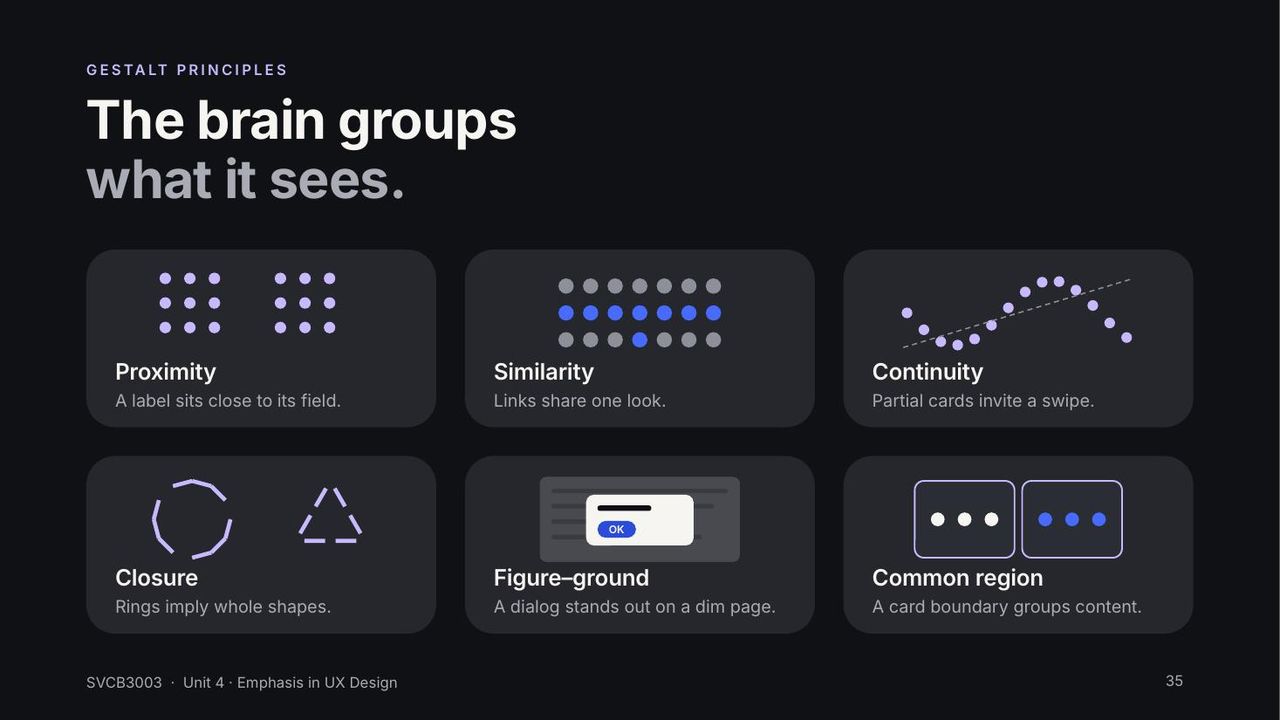 GESTALT PRINCIPLES
The brain groups
what it sees.
Proximity
A label sits close to its field.
Similarity
Links share one look.
Continuity
Partial cards invite a swipe.
Closure
Rings imply whole shapes.
OK
Figure–ground
A dialog stands out on a dim page.
Common region
A card boundary groups content.
SVCB3003 · Unit 4 · Emphasis in UX Design
35